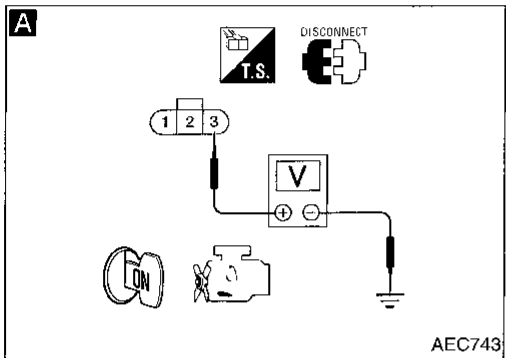 A
T.S.
DISCONNECT
1 2 3
V
+ -
ON
AEC743